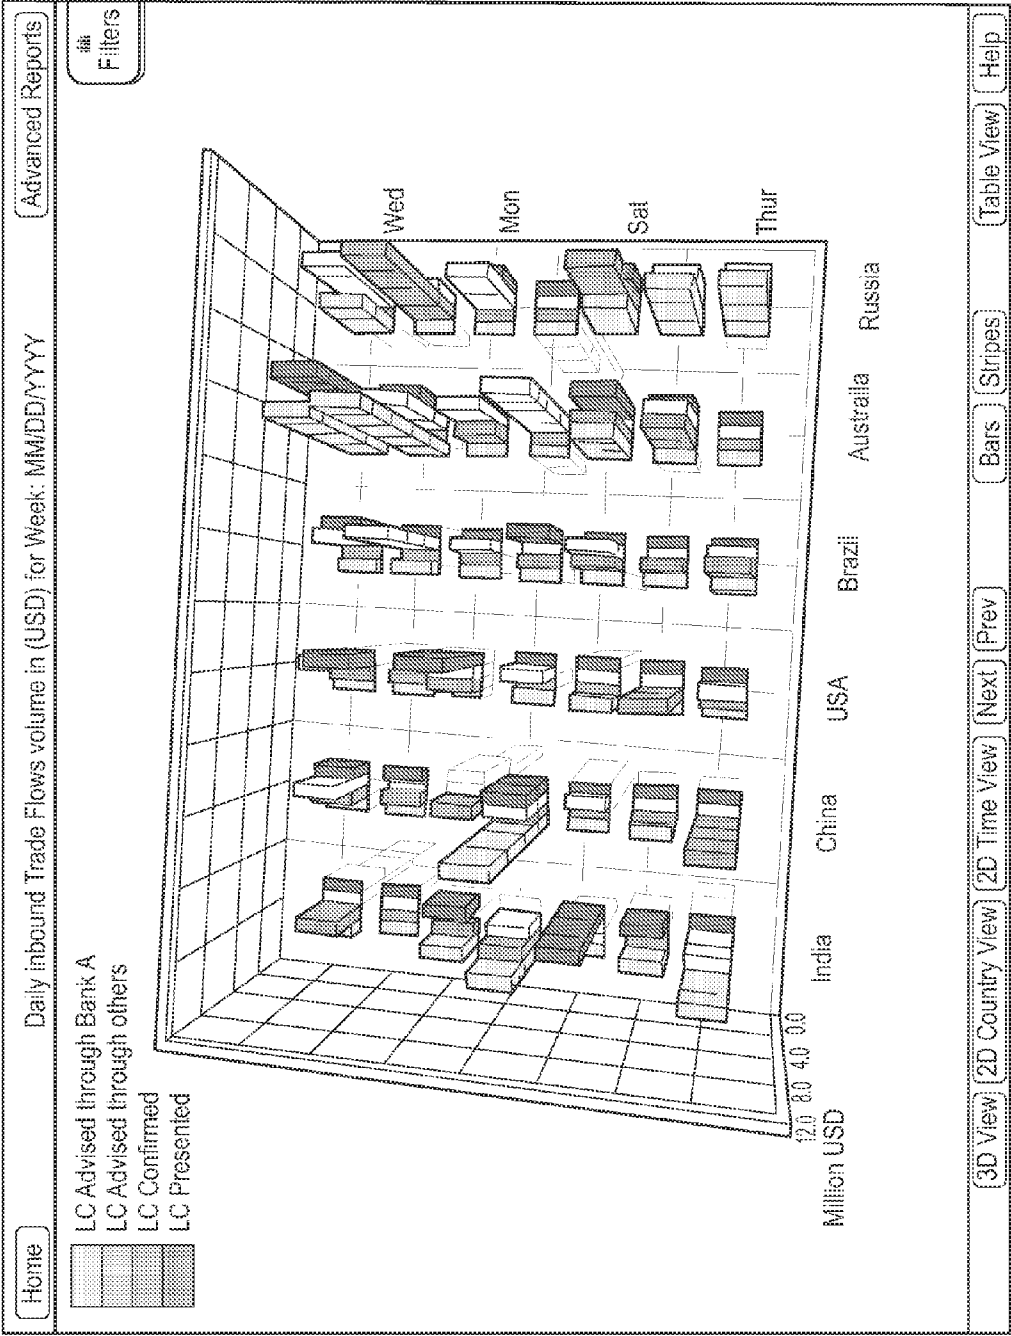 Home
Daily inbound Trade Flows volume in (USD) for Week: MM/DD/YYYY
Advanced Reports
LC Advised through Bank A
LC Advised through others
LC Confirmed
LC Presented
Filters
Wed
Mon
Sat
Thur
12.0 8.0 4.0 0.0
Million USD
India
China
USA
Brazil
Australia
Russia
3D View
2D Country View
2D Time View
Next
Prev
Bars
Stripes
Table View
Help